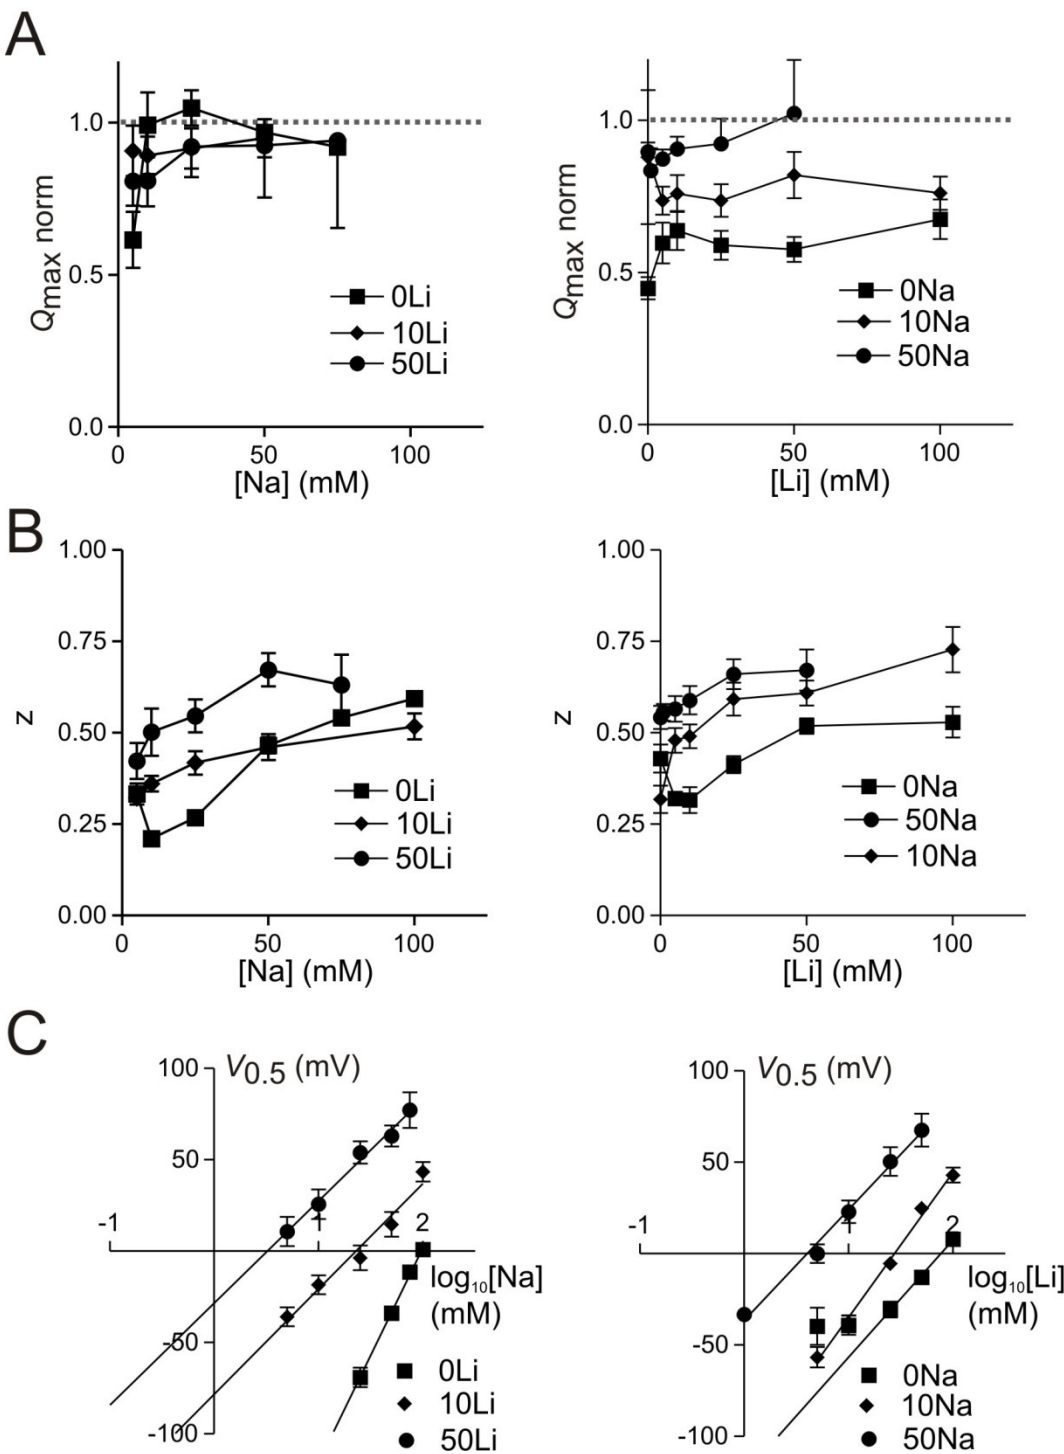 A
Qmax norm
1.0
0.5
0.0
0
50
100
[Na] (mM)
0Li
10Li
50Li
Qmax norm
1.0
0.5
0.0
0
50
100
[Li] (mM)
0Na
10Na
50Na
B
z
1.00
0.75
0.50
0.25
0.00
0
50
100
[Na] (mM)
0Li
10Li
50Li
z
1.00
0.75
0.50
0.25
0.00
0
50
100
[Li] (mM)
0Na
50Na
10Na
C
V0.5 (mV)
100
50
-50
-100
-1
1
2
log10[Na]
(mM)
0Li
10Li
50Li
V0.5 (mV)
100
50
-50
-100
-1
1
2
log10[Li]
(mM)
0Na
10Na
50Na